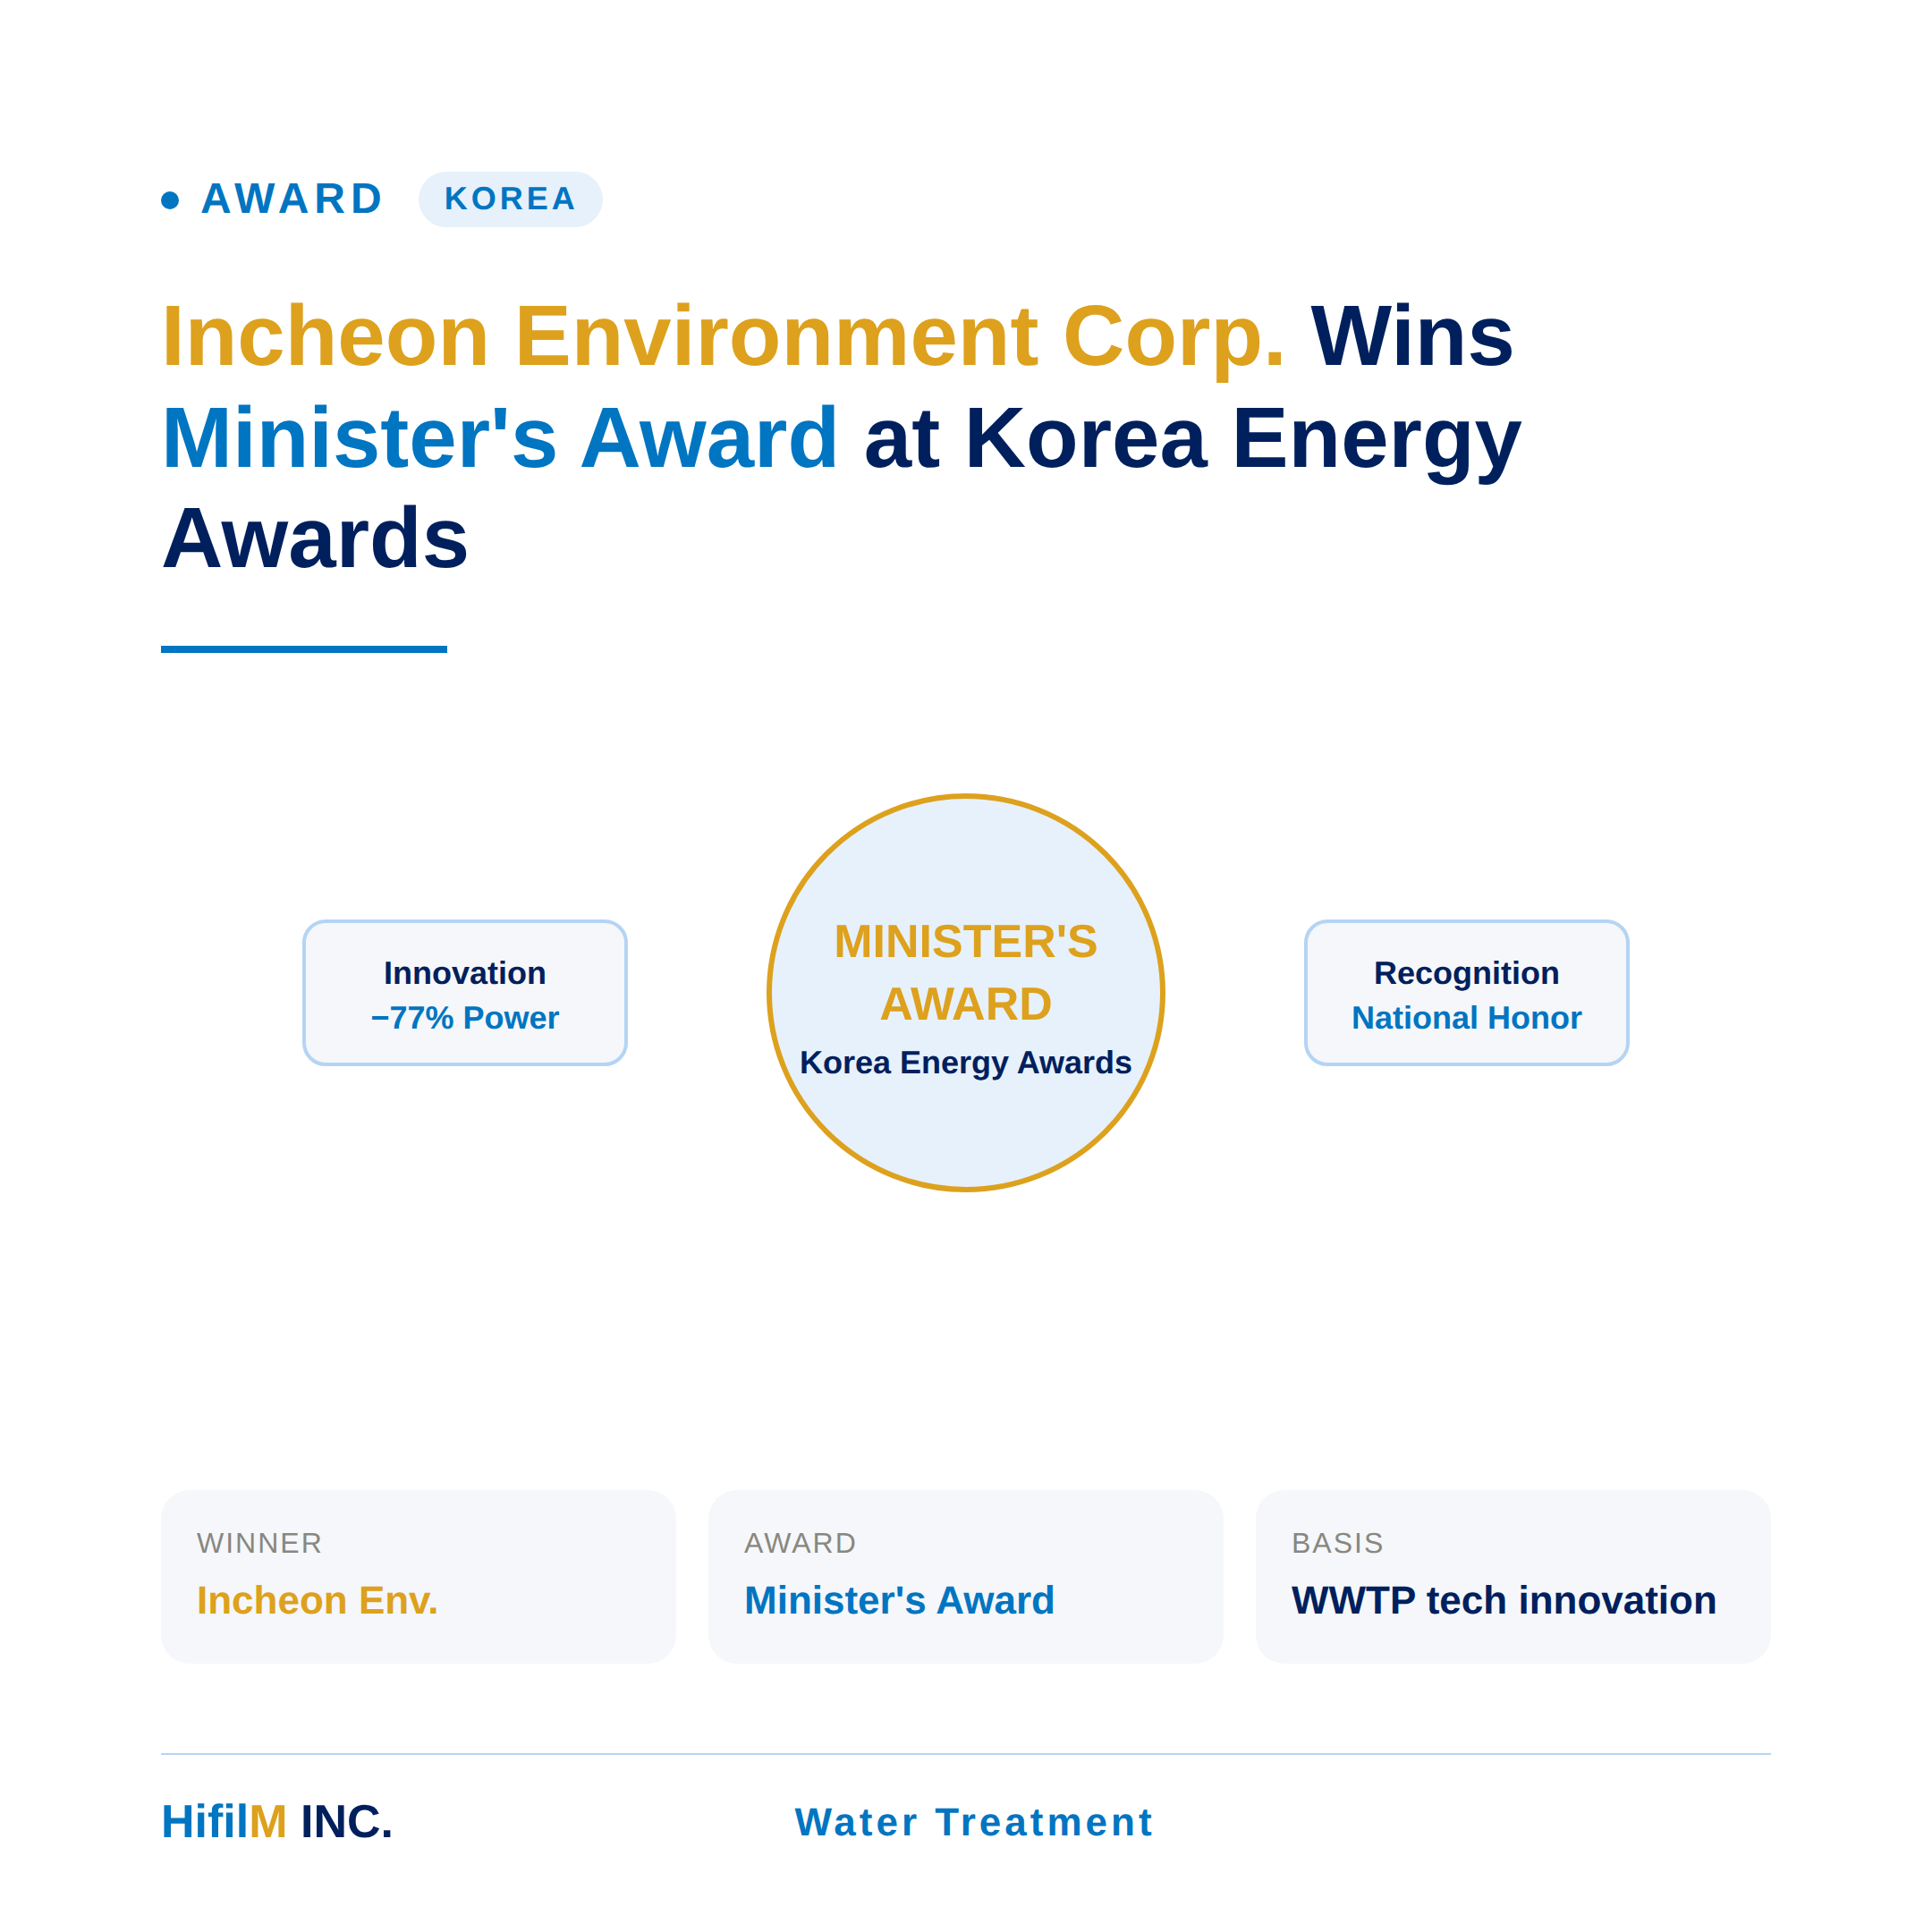 AWARD KOREA
Incheon Environment Corp. Wins
Minister's Award at Korea Energy
Awards
Innovation
−77% Power
MINISTER'S
AWARD
Korea Energy Awards
Recognition
National Honor
WINNER
Incheon Env.
AWARD
Minister's Award
BASIS
WWTP tech innovation
HifilM INC.
Water Treatment